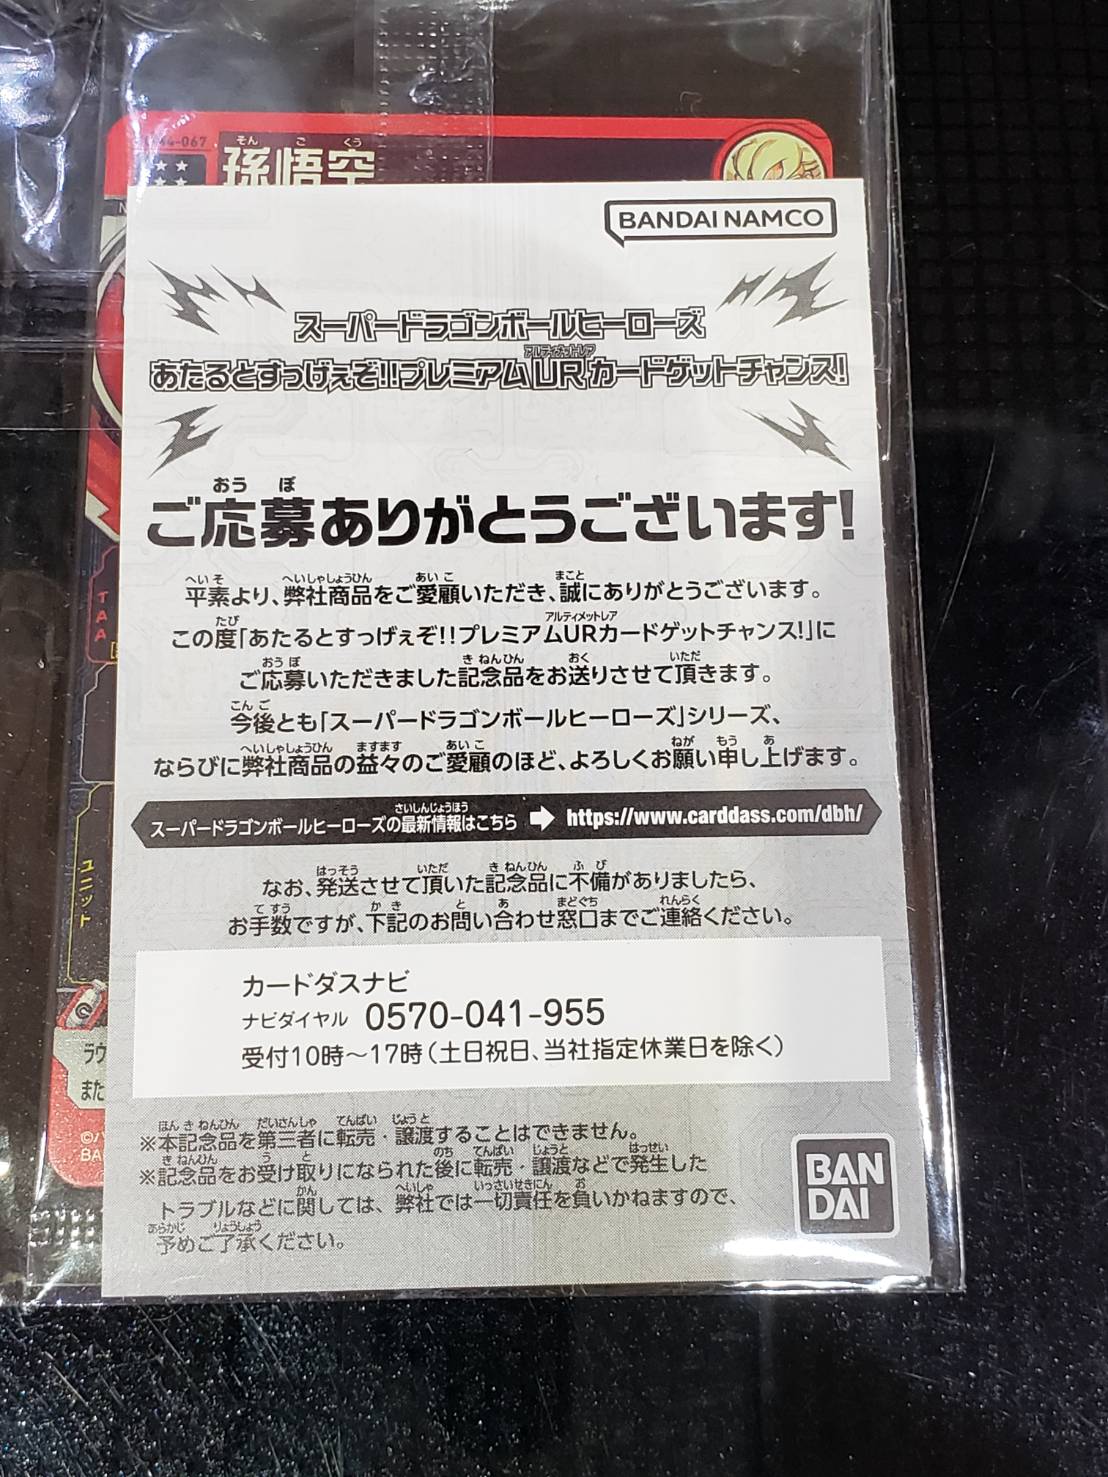 -067
孫悟空
BANDAI NAMCO
スーパードラゴンボールヒーローズ
あたるとすっげぇぞ!!プレミアムURカードゲットチャンス!
アルティメットレア
ご応募ありがとうございます!
平素より、弊社商品をご愛顧いただき、誠にありがとうございます。
この度「あたるとすっげぇぞ!!プレミアムURカードゲットチャンス!」に
ご応募いただきました記念品をお送りさせて頂きます。
今後とも「スーパードラゴンボールヒーローズ」シリーズ、
ならびに弊社商品の益々のご愛顧のほど、よろしくお願い申し上げます。
スーパードラゴンボールヒーローズの最新情報はこちら ➡ https://www.carddass.com/dbh/
なお、発送させて頂いた記念品に不備がありましたら、
お手数ですが、下記のお問い合わせ窓口までご連絡ください。
カードダスナビ
ナビダイヤル 0570-041-955
受付10時～17時(土日祝日、当社指定休業日を除く)
※本記念品を第三者に転売・譲渡することはできません。
※記念品をお受け取りになられた後に転売・譲渡などで発生した
トラブルなどに関しては、弊社では一切責任を負いかねますので、
予めご了承ください。
BAN
DAI
TAA
ユニット
ラウ
また
©バ
BA